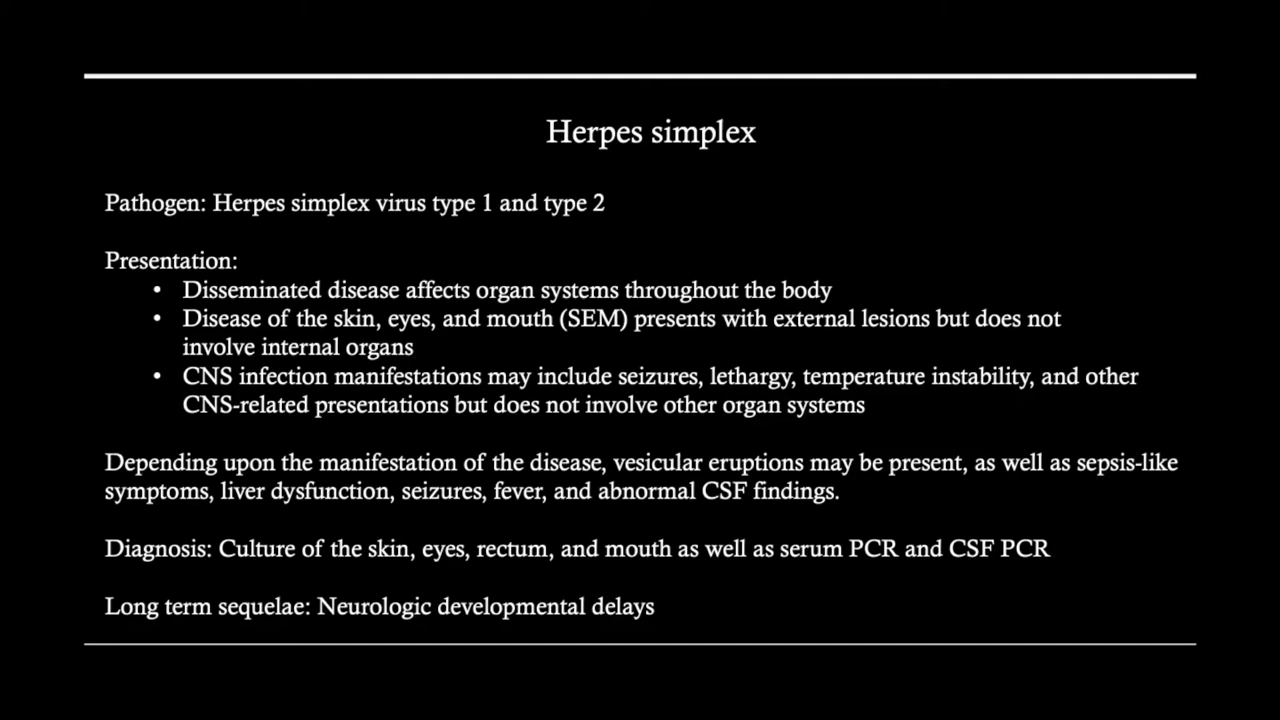 Herpes simplex
Pathogen: Herpes simplex virus type 1 and type 2
Presentation:
• Disseminated disease affects organ systems throughout the body
• Disease of the skin, eyes, and mouth (SEM) presents with external lesions but does not
involve internal organs
• CNS infection manifestations may include seizures, lethargy, temperature instability, and other
CNS-related presentations but does not involve other organ systems
Depending upon the manifestation of the disease, vesicular eruptions may be present, as well as sepsis-like
symptoms, liver dysfunction, seizures, fever, and abnormal CSF findings.
Diagnosis: Culture of the skin, eyes, rectum, and mouth as well as serum PCR and CSF PCR
Long term sequelae: Neurologic developmental delays